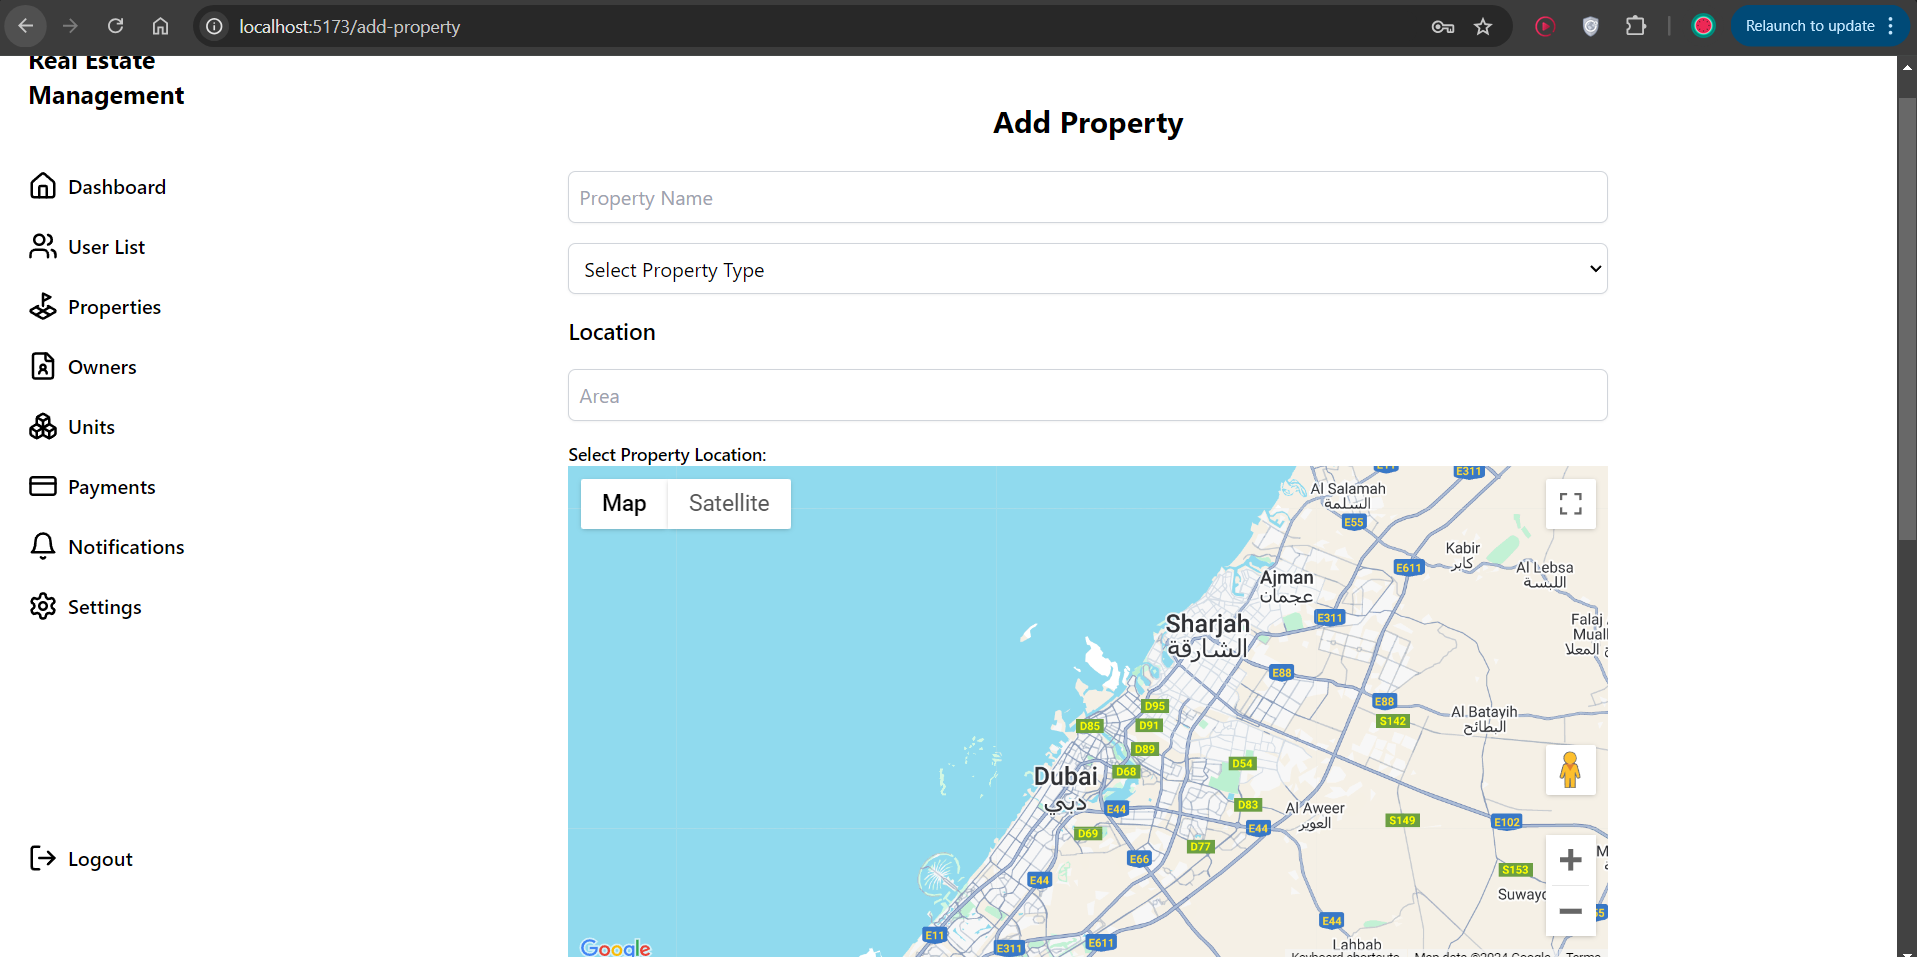 localhost:5173/add-property
Relaunch to update
Real Estate
Management
Dashboard
User List
Properties
Owners
Units
Payments
Notifications
Settings
Logout
Add Property
Property Name
Select Property Type
Location
Area
Select Property Location:
Map
Satellite
E311
Al Salamah
السلمة
E55
Kabir
كابر
E611
Al Lebsa
اللبسة
Ajman
عجمان
E311
Falaj
Sharjah
الشارقة
المعلا
E88
E88
D95
S142
Al Batayih
البطائح
D85
D91
D89
D68
D54
Dubai
دبي
E44
D83
Al Aweer
العوير
E44
S149
E102
D69
D77
E66
S153
E44
E44
E11
E311
E611
Lahbab
Google
Keyboard shortcuts
Map data ©2024 Google
Terms